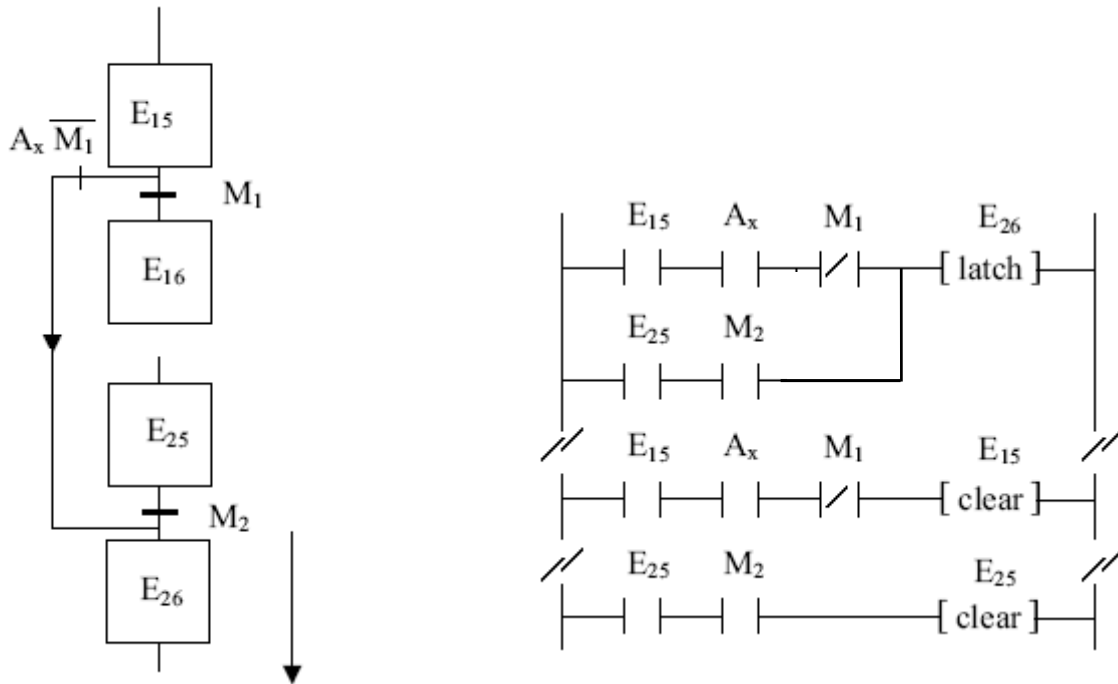 E₁₅
Aₓ M̅₁̅
M₁
E₁₆
E₂₅
M₂
E₂₆
E₁₅ Aₓ M₁ E₂₆
[ latch ]
E₂₅ M₂
E₁₅ Aₓ M₁ E₁₅
[ clear ]
E₂₅ M₂ E₂₅
[ clear ]